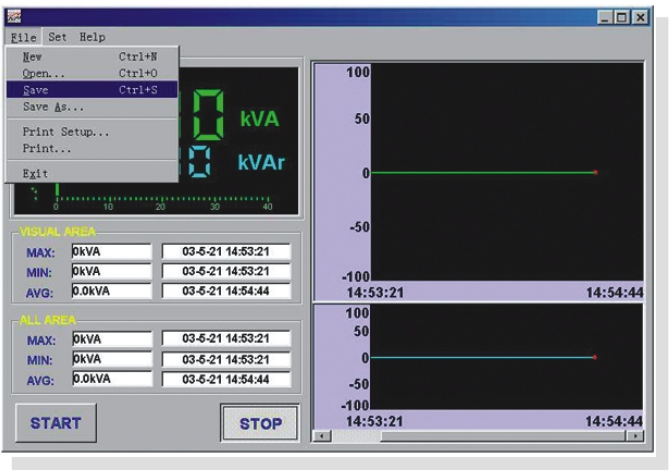 File Set Help
New Ctrl+N
Open... Ctrl+O
Save Ctrl+S
Save As...
Print Setup...
Print...
Exit
0 kVA
0 kVAr
0 10 20 30 40
VISUAL AREA
MAX: 0kVA 03-5-21 14:53:21
MIN: 0kVA 03-5-21 14:53:21
AVG: 0.0kVA 03-5-21 14:54:44
ALL AREA
MAX: 0kVA 03-5-21 14:53:21
MIN: 0kVA 03-5-21 14:53:21
AVG: 0.0kVA 03-5-21 14:54:44
START STOP
100
50
0
-50
-100
14:53:21 14:54:44
100
50
0
-50
-100
14:53:21 14:54:44